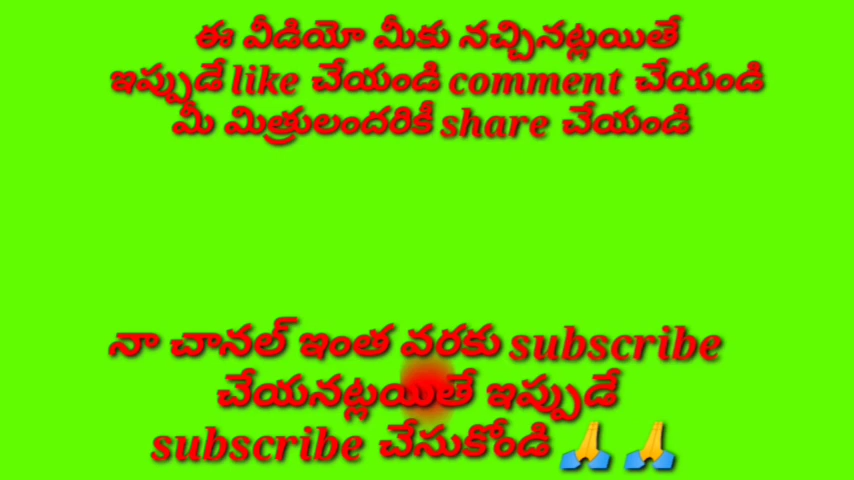 ఈ వీడియో మీకు నచ్చినట్లయితే
ఇప్పుడే like చేయండి comment చేయండి
మీ మిత్రులందరికీ share చేయండి
నా చానల్ ఇంత వరకు subscribe
చేయనట్లయితే ఇప్పుడే
subscribe చేసుకోండి 🙏 🙏